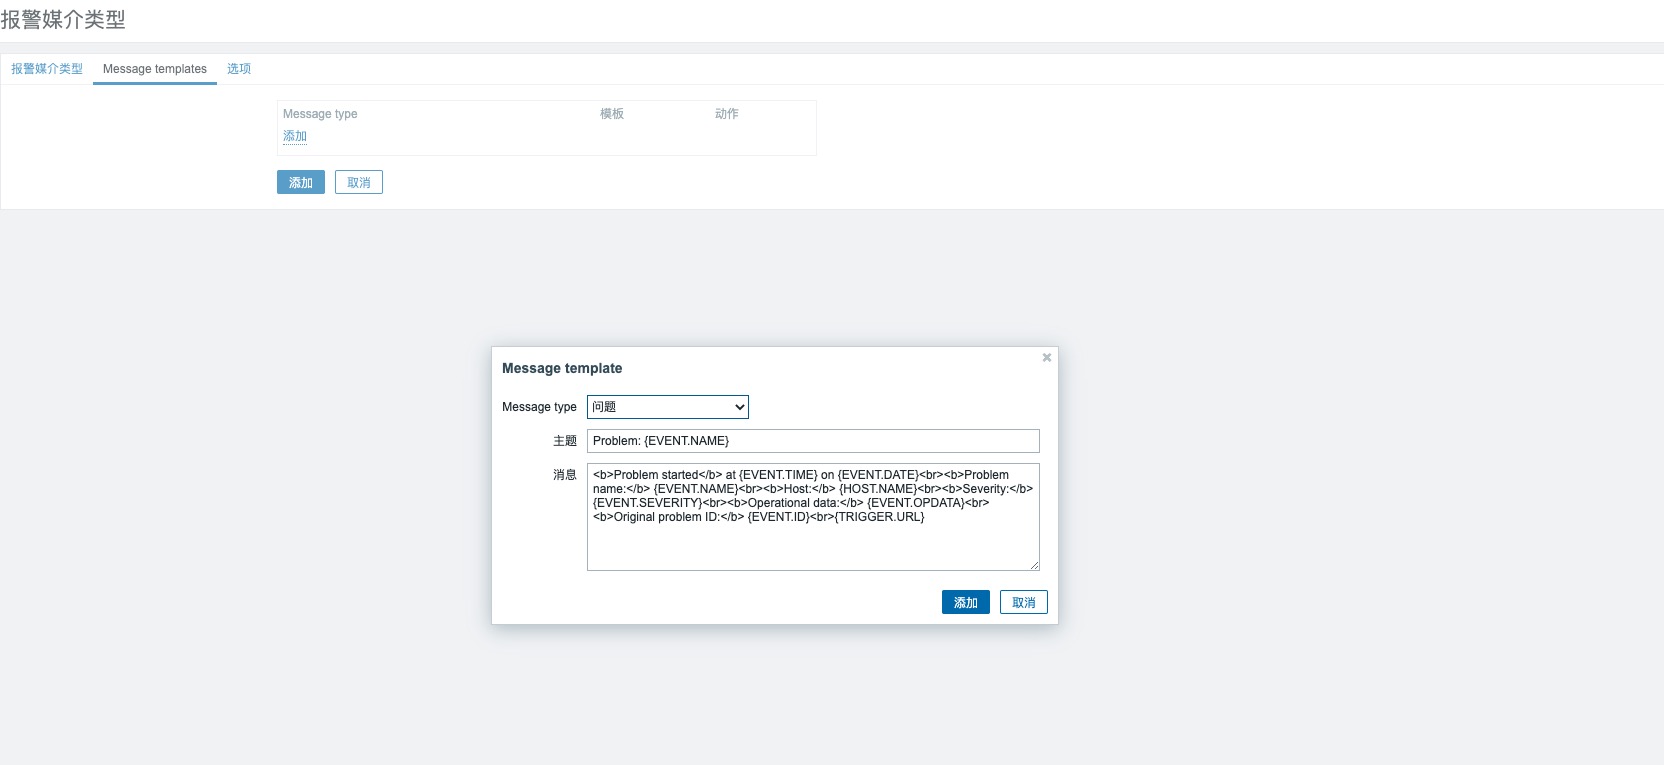 报警媒介类型
报警媒介类型 Message templates 选项
Message type 模板 动作
添加
添加 取消
Message template
Message type 问题
主题 Problem: {EVENT.NAME}
消息 <b>Problem started</b> at {EVENT.TIME} on {EVENT.DATE}<br><b>Problem
name:</b> {EVENT.NAME}<br><b>Host:</b> {HOST.NAME}<br><b>Severity:</b>
{EVENT.SEVERITY}<br><b>Operational data:</b> {EVENT.OPDATA}<br>
<b>Original problem ID:</b> {EVENT.ID}<br>{TRIGGER.URL}
添加 取消